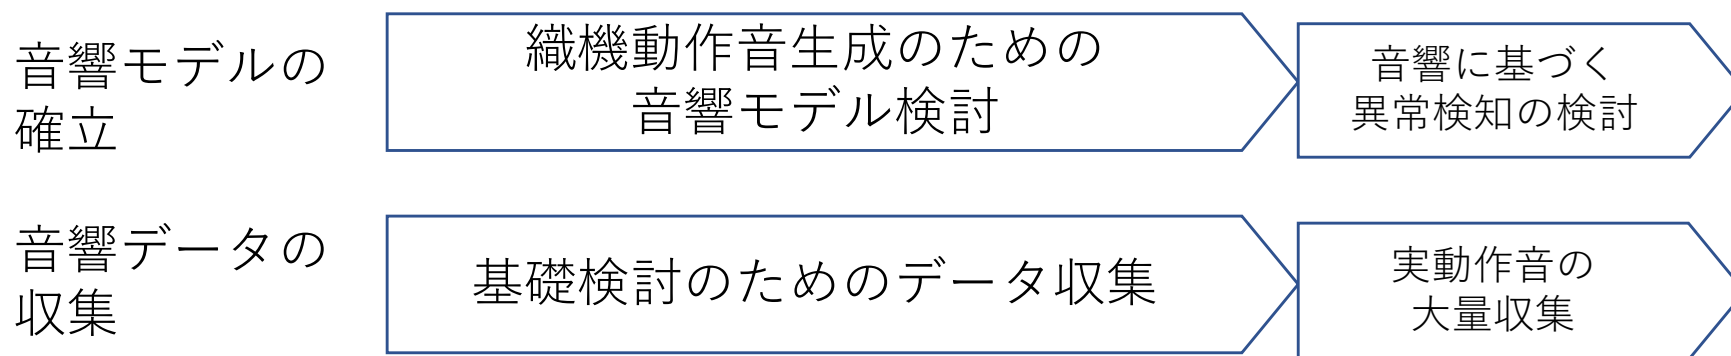 音響モデルの
確立
織機動作音生成のための
音響モデル検討
音響に基づく
異常検知の検討
音響データの
収集
基礎検討のためのデータ収集
実動作音の
大量収集